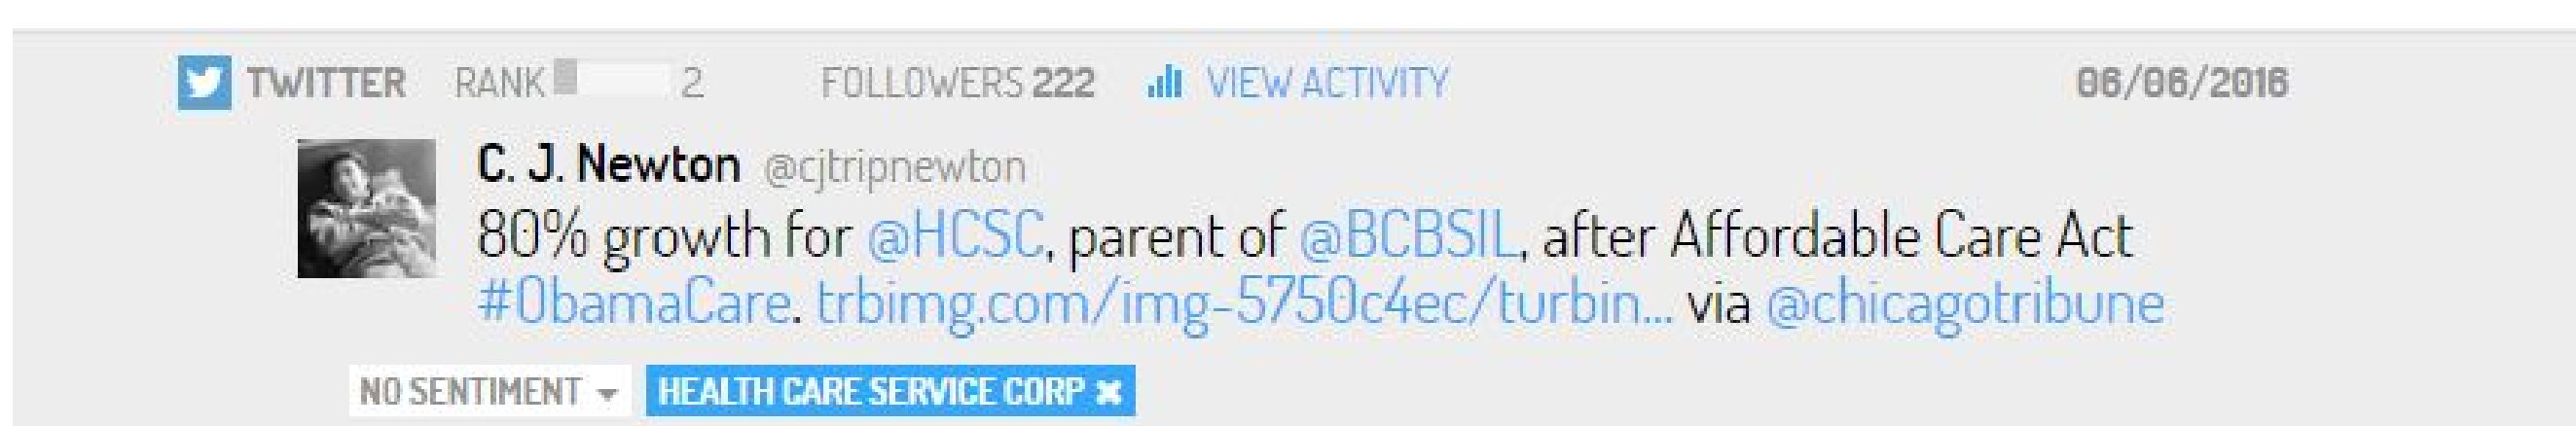 TWITTER RANK 2 FOLLOWERS 222 VIEW ACTIVITY 06/06/2016
C. J. Newton @cjtripnewton
80% growth for @HCSC, parent of @BCBSIL, after Affordable Care Act
#ObamaCare. trbimg.com/img-5750c4ec/turbin... via @chicagotribune
NO SENTIMENT HEALTH CARE SERVICE CORP ✖